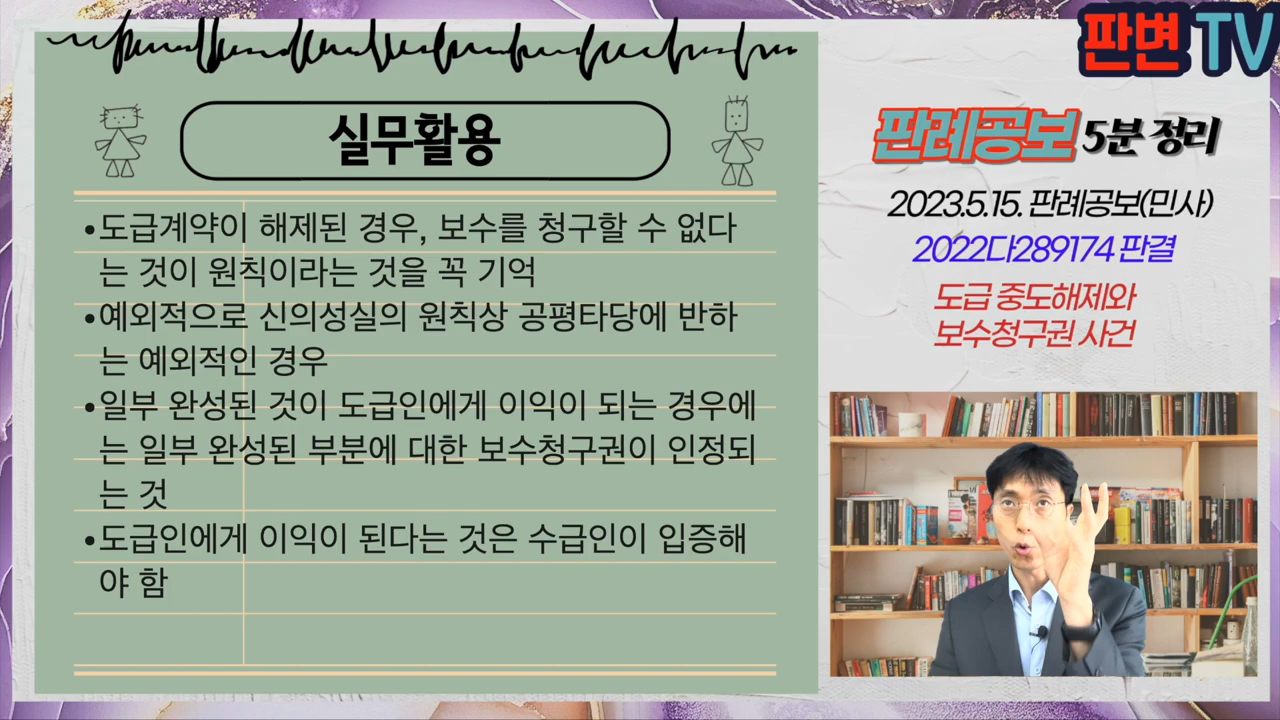 판변 TV
실무활용
•도급계약이 해제된 경우, 보수를 청구할 수 없다
는 것이 원칙이라는 것을 꼭 기억
•예외적으로 신의성실의 원칙상 공평타당에 반하
는 예외적인 경우
•일부 완성된 것이 도급인에게 이익이 되는 경우에
는 일부 완성된 부분에 대한 보수청구권이 인정되
는 것
•도급인에게 이익이 된다는 것은 수급인이 입증해
야 함
판례공보 5분 정리
2023.5.15. 판례공보(민사)
2022다289174 판결
도급 중도해제와
보수청구권 사건